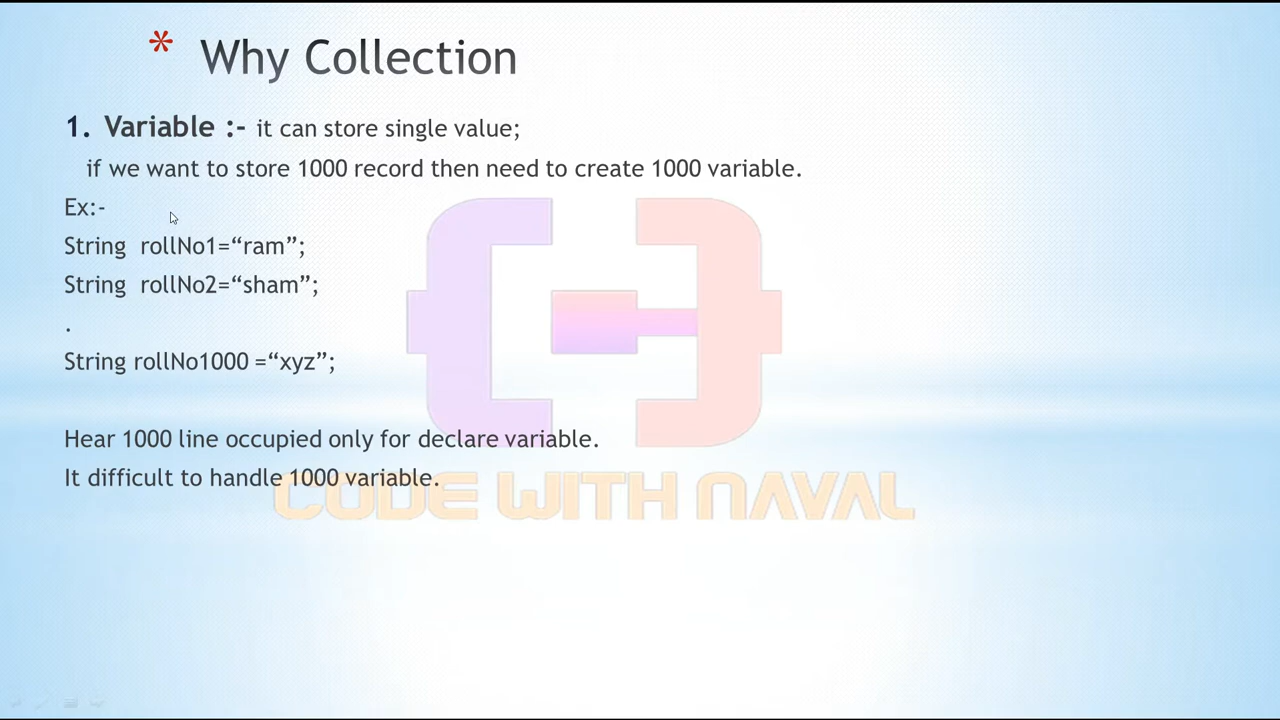 * Why Collection
1. Variable :- it can store single value;
if we want to store 1000 record then need to create 1000 variable.
Ex:-
String rollNo1=“ram”;
String rollNo2=“sham”;
.
String rollNo1000 =“xyz”;
Hear 1000 line occupied only for declare variable.
It difficult to handle 1000 variable.
CODE WITH NAVAL